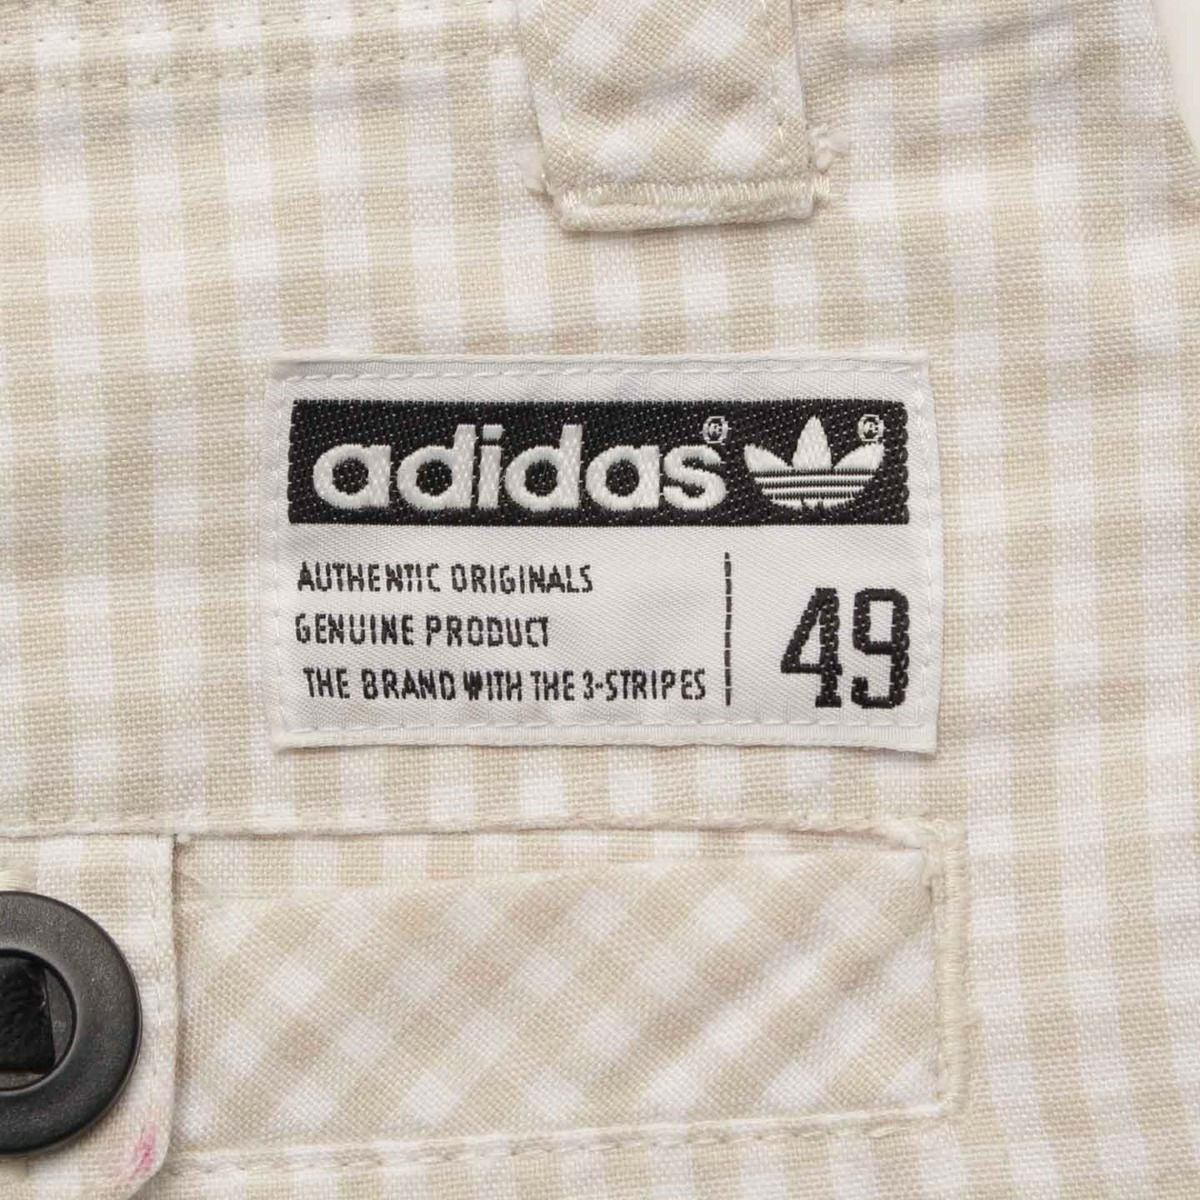 adidas®
®
AUTHENTIC ORIGINALS
GENUINE PRODUCT
THE BRAND WITH THE 3-STRIPES
49